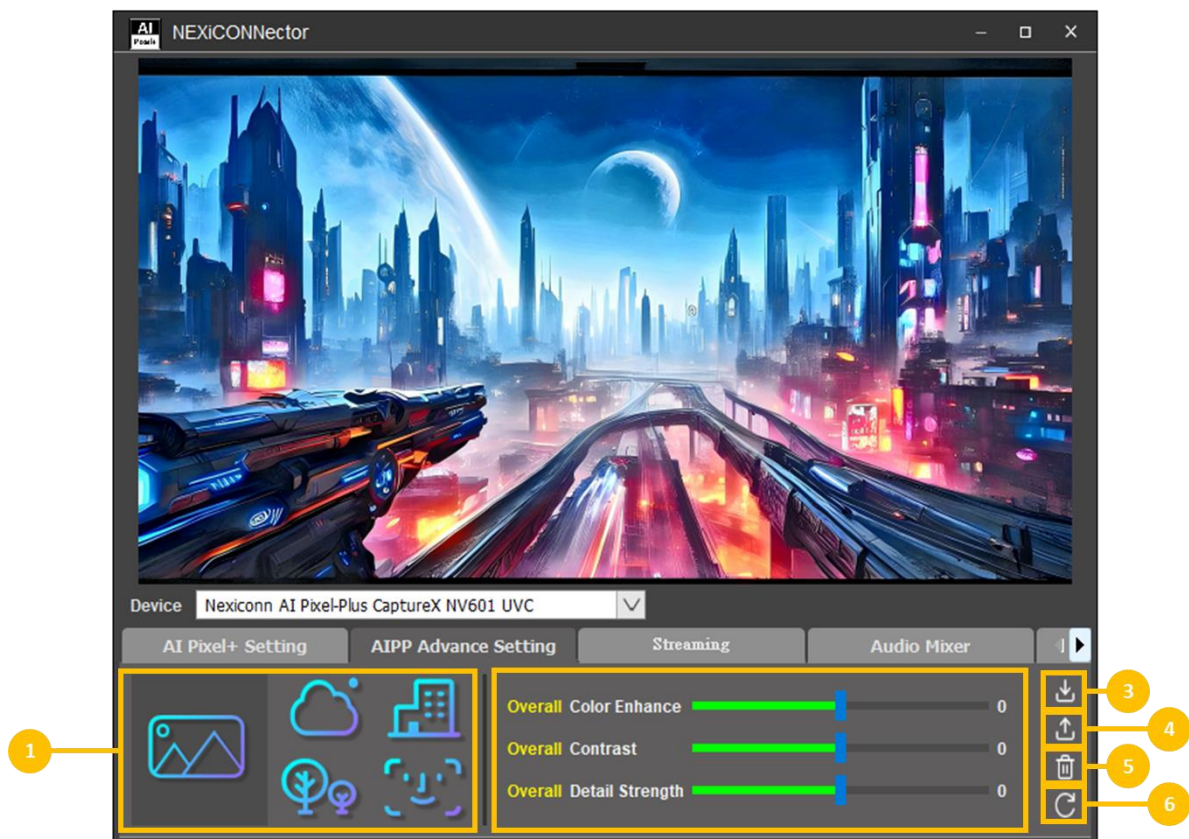 AI
Pixels
NEXiCONNector
Device Nexiconn AI Pixel-Plus CaptureX NV601 UVC
AI Pixel+ Setting AIPP Advance Setting Streaming Audio Mixer
Overall Color Enhance 0
Overall Contrast 0
Overall Detail Strength 0
1
3
4
5
6